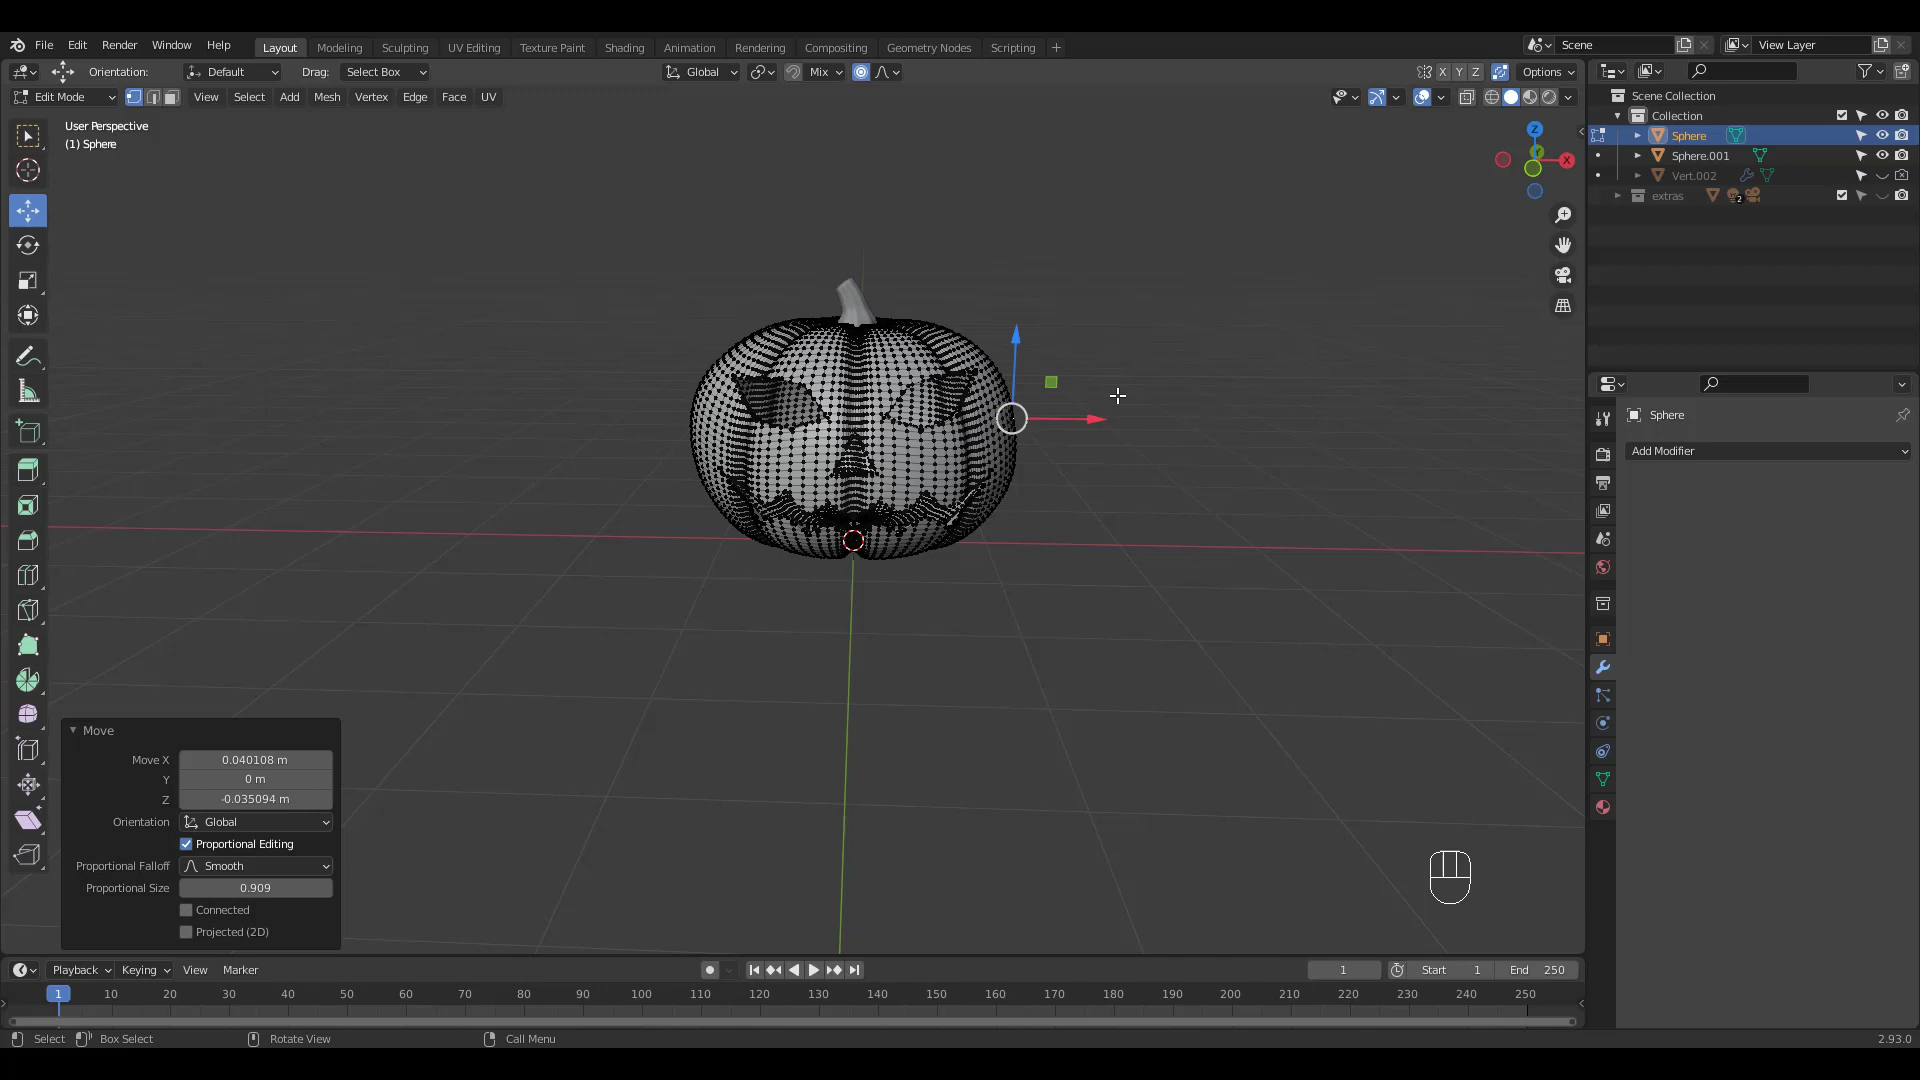 File Edit Render Window Help Layout Modeling Sculpting UV Editing Texture Paint Shading Animation Rendering Compositing Geometry Nodes Scripting + Scene View Layer
Orientation: Default Drag: Select Box Global Mix X Y Z Options
Edit Mode View Select Add Mesh Vertex Edge Face UV
Scene Collection
Collection
Sphere
Sphere.001
Vert.002
extras 2
User Perspective
(1) Sphere
Z
Y
X
Sphere
Add Modifier
Move
Move X 0.040108 m
Y 0 m
Z -0.035094 m
Orientation Global
Proportional Editing
Proportional Falloff Smooth
Proportional Size 0.909
Connected
Projected (2D)
Playback Keying View Marker 1 Start 1 End 250
1 10 20 30 40 50 60 70 80 90 100 110 120 130 140 150 160 170 180 190 200 210 220 230 240 250
Select Box Select Rotate View Call Menu 2.93.0